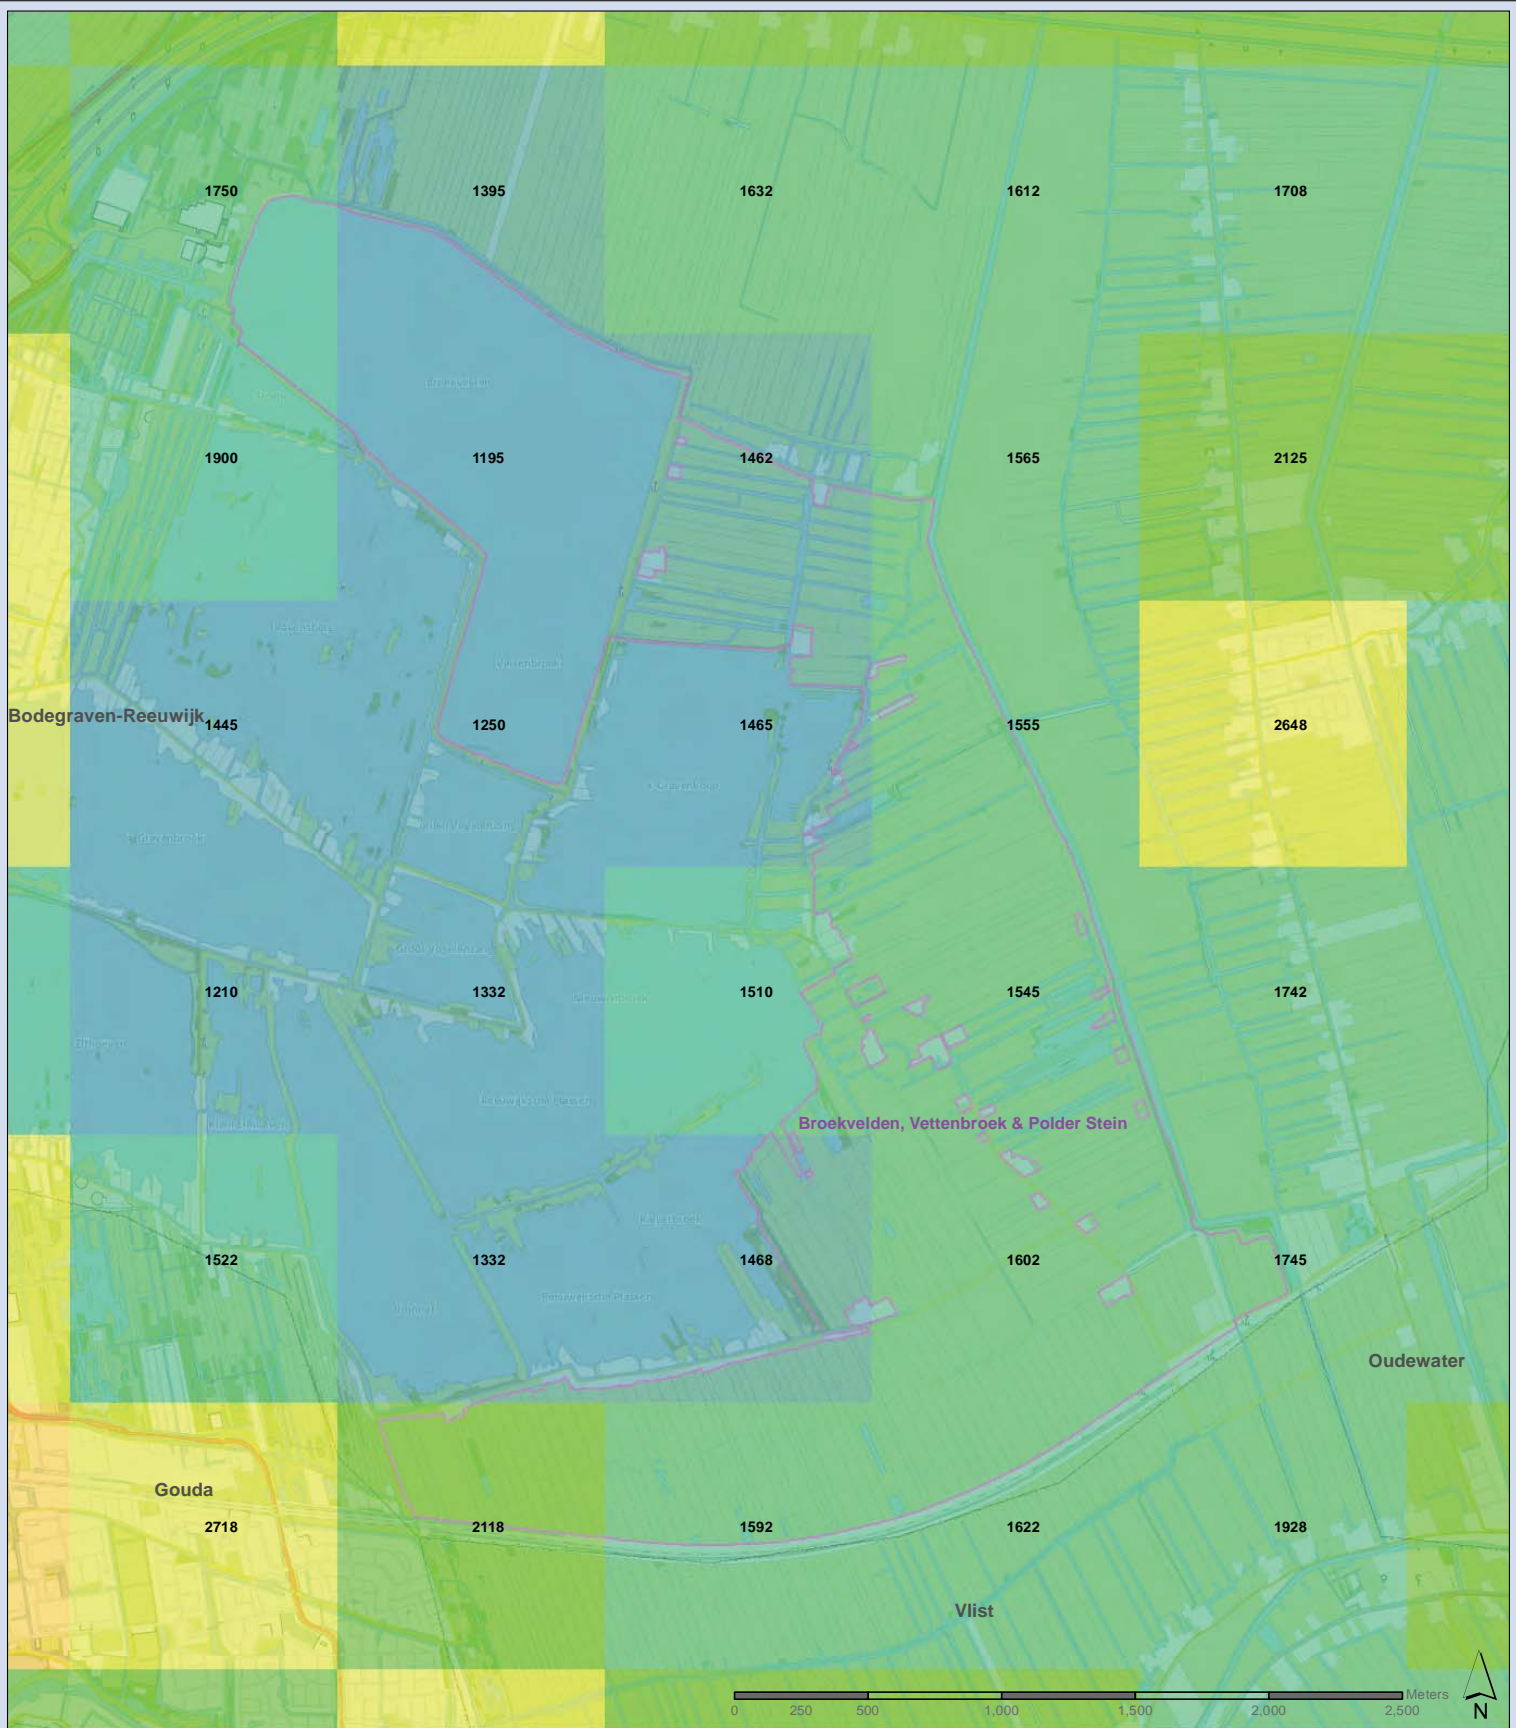 1750 1395 1632 1612 1708
1900 1195 1462 1565 2125
Bodegraven-Reeuwijk
1445 1250 1465 1555 2648
1210 1332 1510 1545 1742
Broekvelden, Vettenbroek & Polder Stein
1522 1332 1468 1602 1745
Oudewater
Gouda
2718 2118 1592 1622 1928
Vlist
Meters
0 250 500 1,000 1,500 2,000 2,500
N